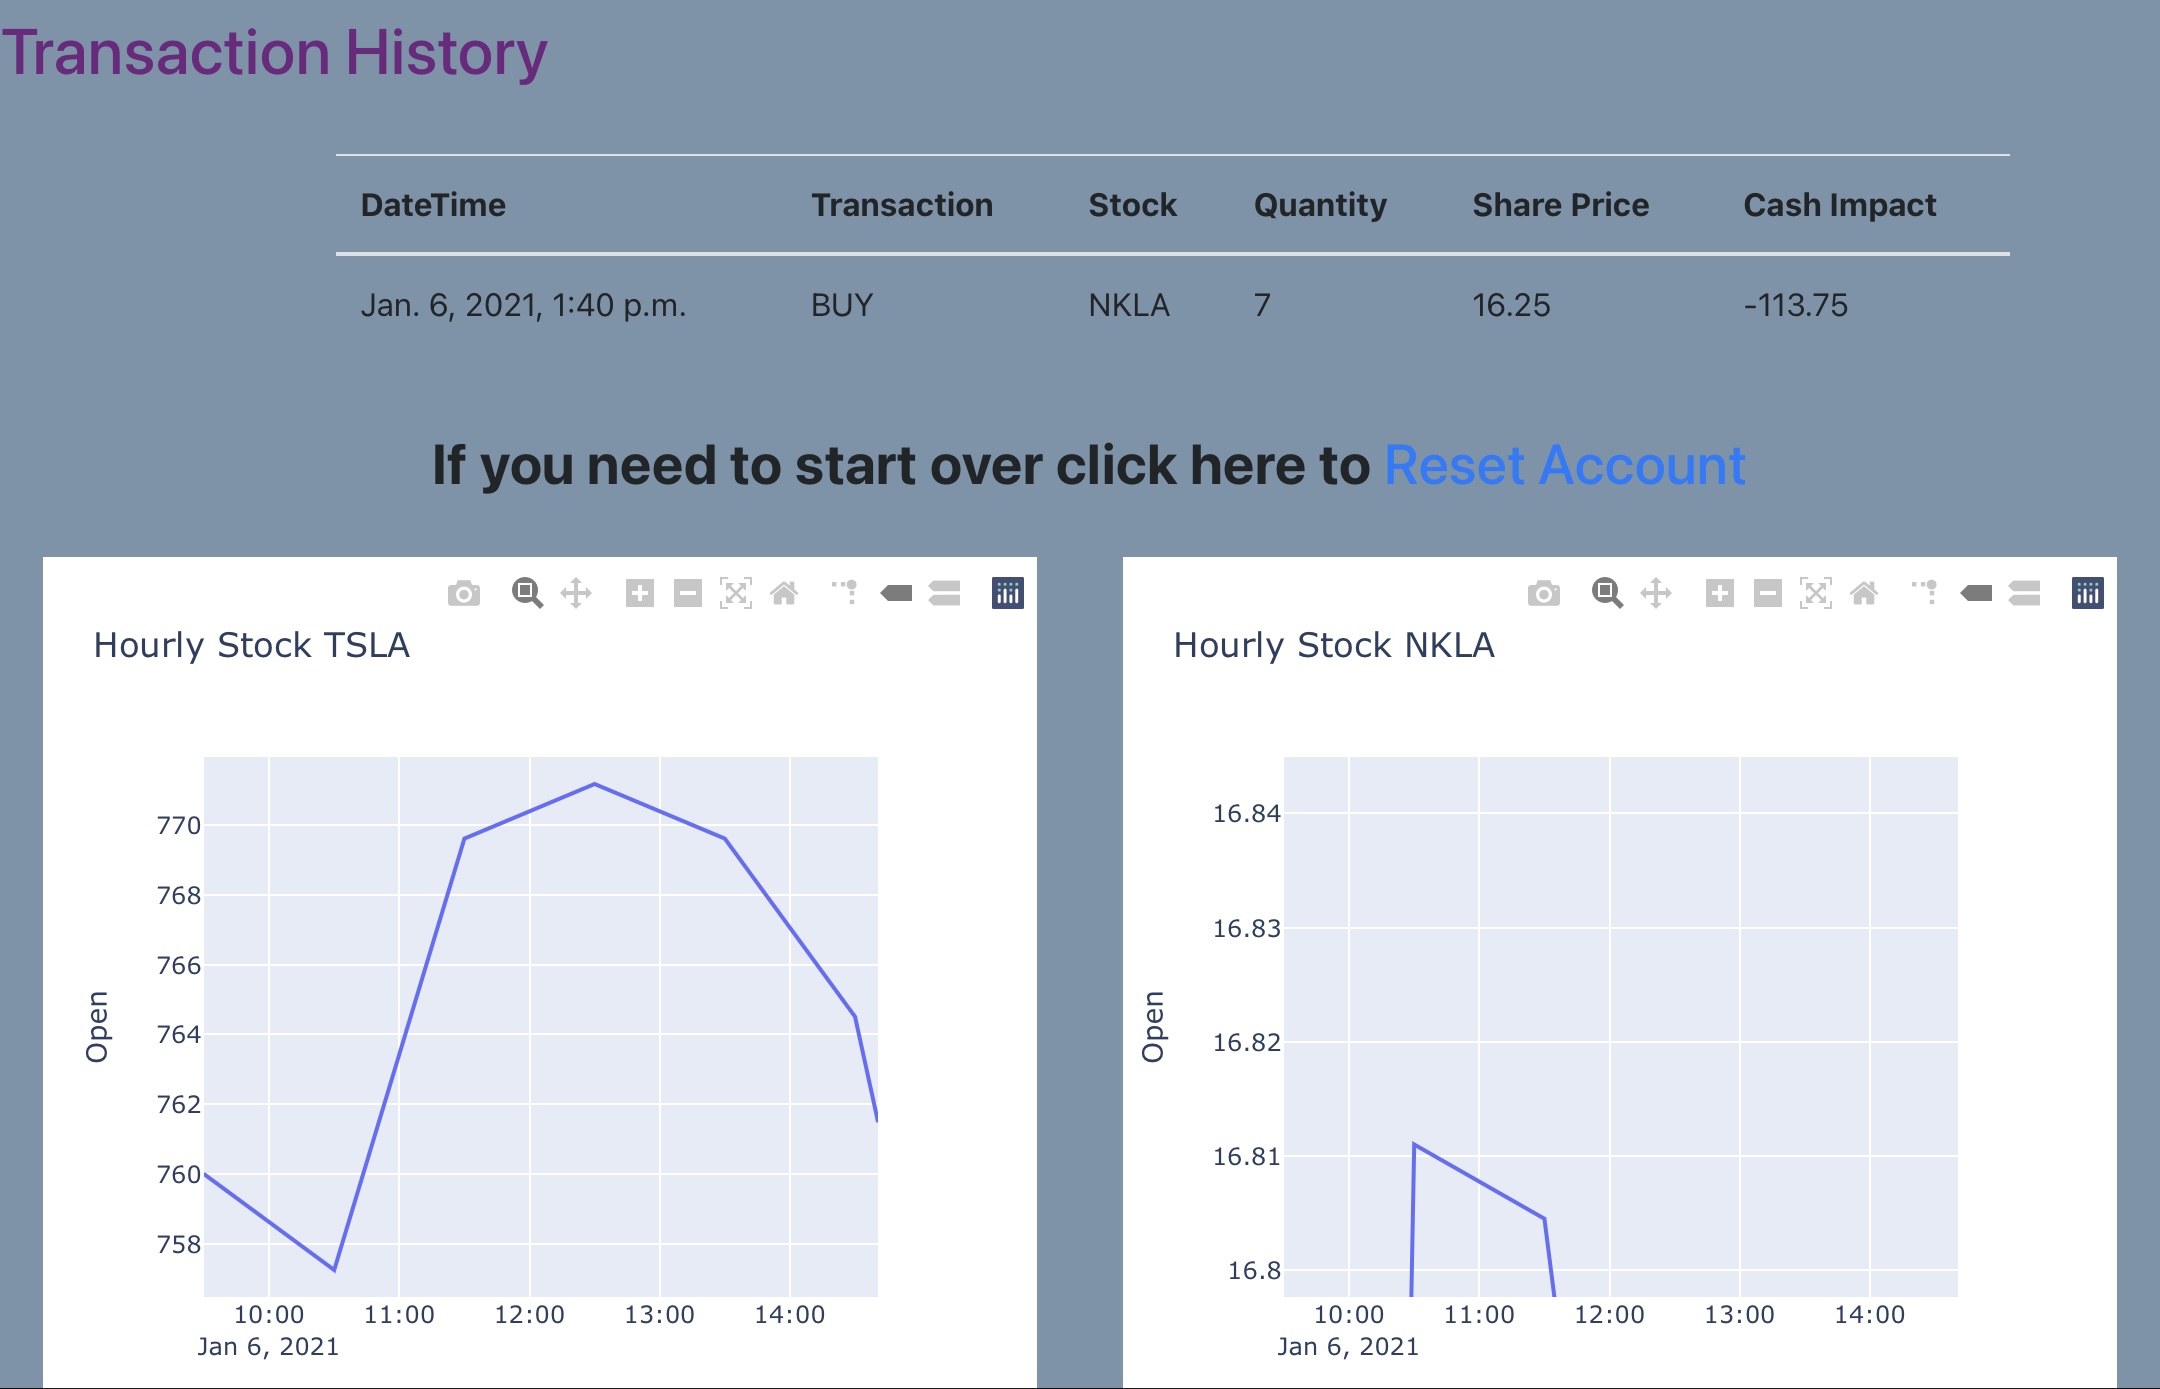 Transaction History
DateTime Transaction Stock Quantity Share Price Cash Impact
Jan. 6, 2021, 1:40 p.m. BUY NKLA 7 16.25 -113.75
If you need to start over click here to Reset Account
Hourly Stock TSLA
770
768
766
764
762
760
758
Open
10:00 11:00 12:00 13:00 14:00
Jan 6, 2021
Hourly Stock NKLA
16.84
16.83
16.82
16.81
16.8
Open
10:00 11:00 12:00 13:00 14:00
Jan 6, 2021